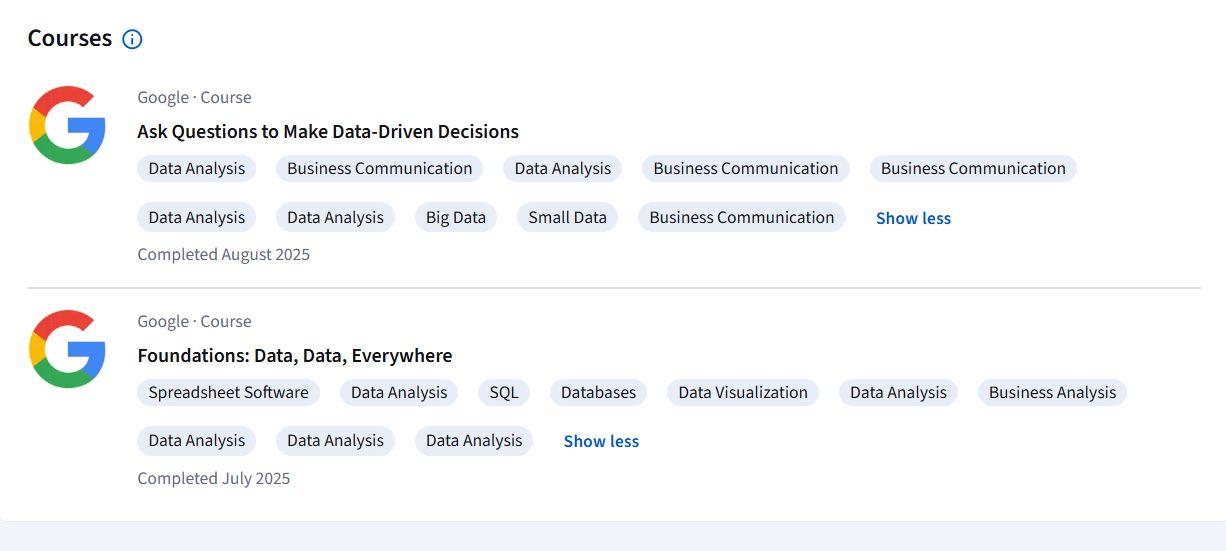 Courses
Google · Course
Ask Questions to Make Data-Driven Decisions
Data Analysis Business Communication Data Analysis Business Communication Business Communication
Data Analysis Data Analysis Big Data Small Data Business Communication Show less
Completed August 2025
Google · Course
Foundations: Data, Data, Everywhere
Spreadsheet Software Data Analysis SQL Databases Data Visualization Data Analysis Business Analysis
Data Analysis Data Analysis Data Analysis Show less
Completed July 2025